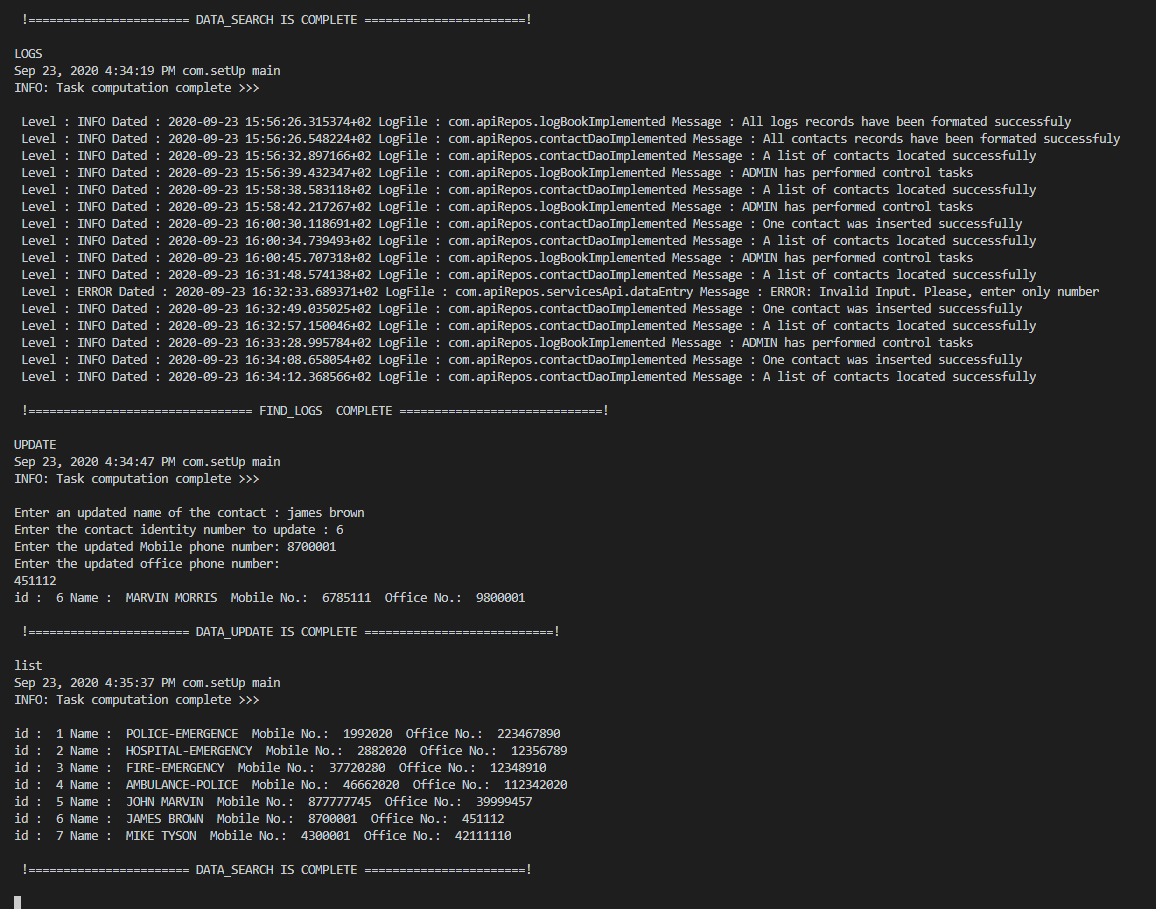 !======================= DATA_SEARCH IS COMPLETE =======================!
LOGS
Sep 23, 2020 4:34:19 PM com.setUp main
INFO: Task computation complete >>>
Level : INFO Dated : 2020-09-23 15:56:26.315374+02 LogFile : com.apiRepos.logBookImplemented Message : All logs records have been formated successfuly
Level : INFO Dated : 2020-09-23 15:56:26.548224+02 LogFile : com.apiRepos.contactDaoImplemented Message : All contacts records have been formated successfuly
Level : INFO Dated : 2020-09-23 15:56:32.897166+02 LogFile : com.apiRepos.contactDaoImplemented Message : A list of contacts located successfully
Level : INFO Dated : 2020-09-23 15:56:39.432347+02 LogFile : com.apiRepos.logBookImplemented Message : ADMIN has performed control tasks
Level : INFO Dated : 2020-09-23 15:58:38.583118+02 LogFile : com.apiRepos.contactDaoImplemented Message : A list of contacts located successfully
Level : INFO Dated : 2020-09-23 15:58:42.217267+02 LogFile : com.apiRepos.logBookImplemented Message : ADMIN has performed control tasks
Level : INFO Dated : 2020-09-23 16:00:30.118691+02 LogFile : com.apiRepos.contactDaoImplemented Message : One contact was inserted successfully
Level : INFO Dated : 2020-09-23 16:00:34.739493+02 LogFile : com.apiRepos.contactDaoImplemented Message : A list of contacts located successfully
Level : INFO Dated : 2020-09-23 16:00:45.707318+02 LogFile : com.apiRepos.logBookImplemented Message : ADMIN has performed control tasks
Level : INFO Dated : 2020-09-23 16:31:48.574138+02 LogFile : com.apiRepos.contactDaoImplemented Message : A list of contacts located successfully
Level : ERROR Dated : 2020-09-23 16:32:33.689371+02 LogFile : com.apiRepos.servicesApi.dataEntry Message : ERROR: Invalid Input. Please, enter only number
Level : INFO Dated : 2020-09-23 16:32:49.035025+02 LogFile : com.apiRepos.contactDaoImplemented Message : One contact was inserted successfully
Level : INFO Dated : 2020-09-23 16:32:57.150046+02 LogFile : com.apiRepos.contactDaoImplemented Message : A list of contacts located successfully
Level : INFO Dated : 2020-09-23 16:33:28.995784+02 LogFile : com.apiRepos.logBookImplemented Message : ADMIN has performed control tasks
Level : INFO Dated : 2020-09-23 16:34:08.658054+02 LogFile : com.apiRepos.contactDaoImplemented Message : One contact was inserted successfully
Level : INFO Dated : 2020-09-23 16:34:12.368566+02 LogFile : com.apiRepos.contactDaoImplemented Message : A list of contacts located successfully
!================================ FIND_LOGS  COMPLETE =============================!
UPDATE
Sep 23, 2020 4:34:47 PM com.setUp main
INFO: Task computation complete >>>
Enter an updated name of the contact : james brown
Enter the contact identity number to update : 6
Enter the updated Mobile phone number: 8700001
Enter the updated office phone number:
451112
id :  6 Name :  MARVIN MORRIS  Mobile No.:  6785111  Office No.:  9800001
!======================= DATA_UPDATE IS COMPLETE ===========================!
list
Sep 23, 2020 4:35:37 PM com.setUp main
INFO: Task computation complete >>>
id :  1 Name :  POLICE-EMERGENCE  Mobile No.:  1992020  Office No.:  223467890
id :  2 Name :  HOSPITAL-EMERGENCY  Mobile No.:  2882020  Office No.:  12356789
id :  3 Name :  FIRE-EMERGENCY  Mobile No.:  37720280  Office No.:  12348910
id :  4 Name :  AMBULANCE-POLICE  Mobile No.:  46662020  Office No.:  112342020
id :  5 Name :  JOHN MARVIN  Mobile No.:  877777745  Office No.:  39999457
id :  6 Name :  JAMES BROWN  Mobile No.:  8700001  Office No.:  451112
id :  7 Name :  MIKE TYSON  Mobile No.:  4300001  Office No.:  42111110
!======================= DATA_SEARCH IS COMPLETE =======================!